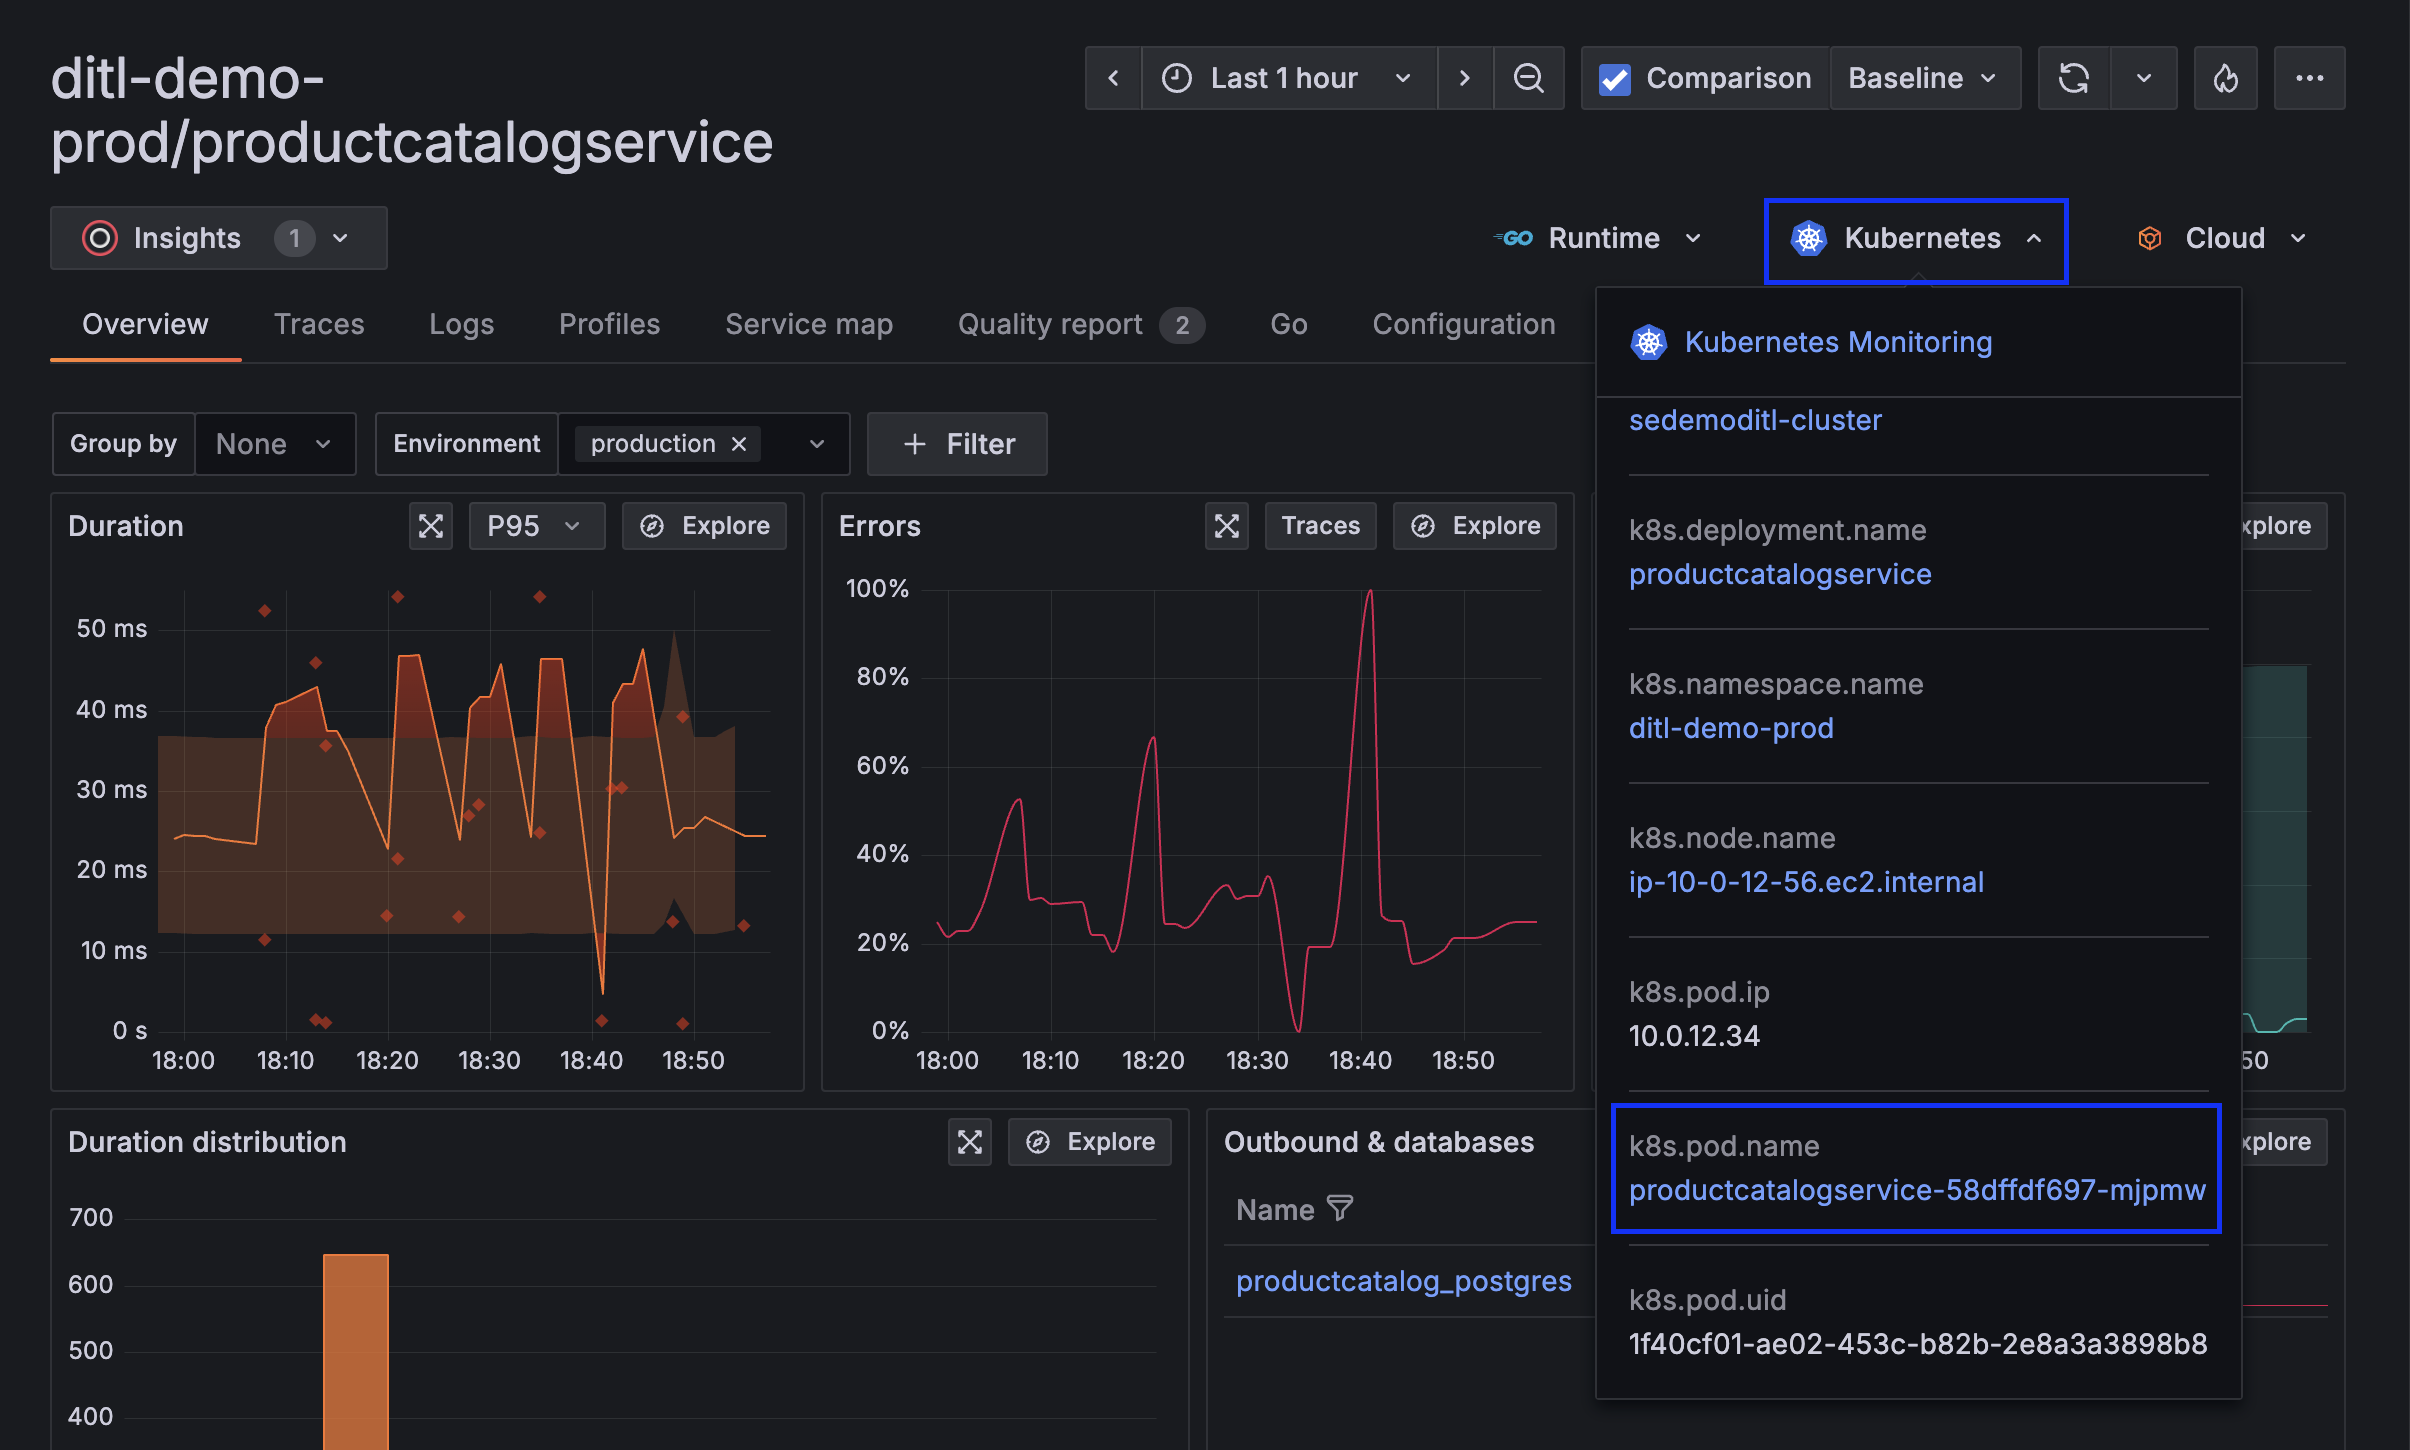 ditl-demo-
prod/productcatalogservice
Last 1 hour
Comparison
Baseline
Insights 1
GO Runtime
Kubernetes
Cloud
Overview
Traces
Logs
Profiles
Service map
Quality report 2
Go
Configuration
Group by
None
Environment
production
Filter
Duration
P95
Explore
50 ms
40 ms
30 ms
20 ms
10 ms
0 s
18:00
18:10
18:20
18:30
18:40
18:50
Errors
Traces
Explore
100%
80%
60%
40%
20%
0%
18:00
18:10
18:20
18:30
18:40
18:50
xplore
50
Duration distribution
Explore
700
600
500
400
Outbound & databases
xplore
Name
productcatalog_postgres
Kubernetes Monitoring
sedemoditl-cluster
k8s.deployment.name
productcatalogservice
k8s.namespace.name
ditl-demo-prod
k8s.node.name
ip-10-0-12-56.ec2.internal
k8s.pod.ip
10.0.12.34
k8s.pod.name
productcatalogservice-58dffdf697-mjpmw
k8s.pod.uid
1f40cf01-ae02-453c-b82b-2e8a3a3898b8